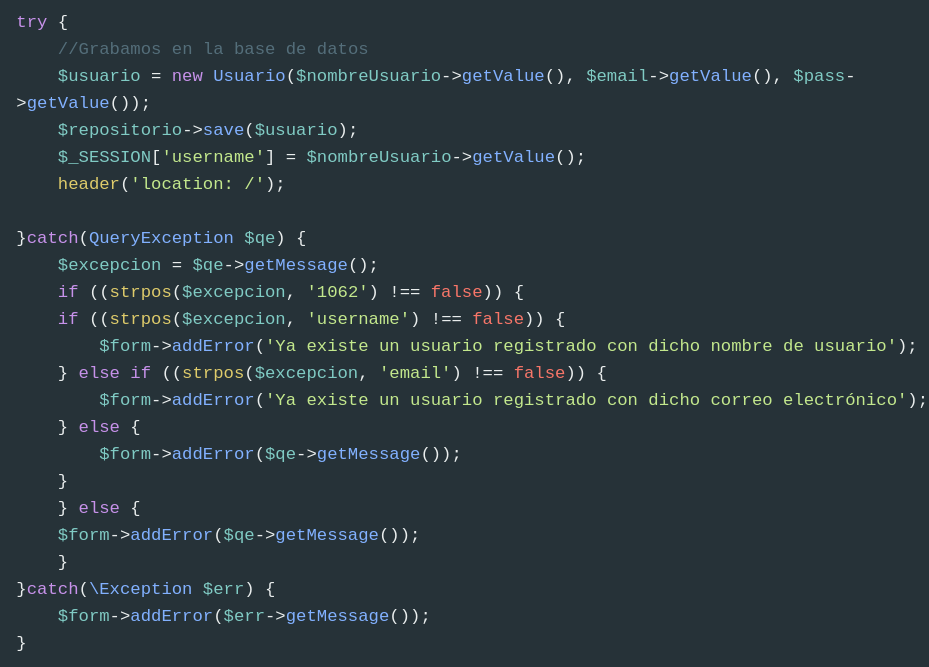 try {
    //Grabamos en la base de datos
    $usuario = new Usuario($nombreUsuario->getValue(), $email->getValue(), $pass-
>getValue());
    $repositorio->save($usuario);
    $_SESSION['username'] = $nombreUsuario->getValue();
    header('location: /');

}catch(QueryException $qe) {
    $excepcion = $qe->getMessage();
    if ((strpos($excepcion, '1062') !== false)) {
    if ((strpos($excepcion, 'username') !== false)) {
        $form->addError('Ya existe un usuario registrado con dicho nombre de usuario');
    } else if ((strpos($excepcion, 'email') !== false)) {
        $form->addError('Ya existe un usuario registrado con dicho correo electrónico');
    } else {
        $form->addError($qe->getMessage());
    }
    } else {
    $form->addError($qe->getMessage());
    }
}catch(\Exception $err) {
    $form->addError($err->getMessage());
}